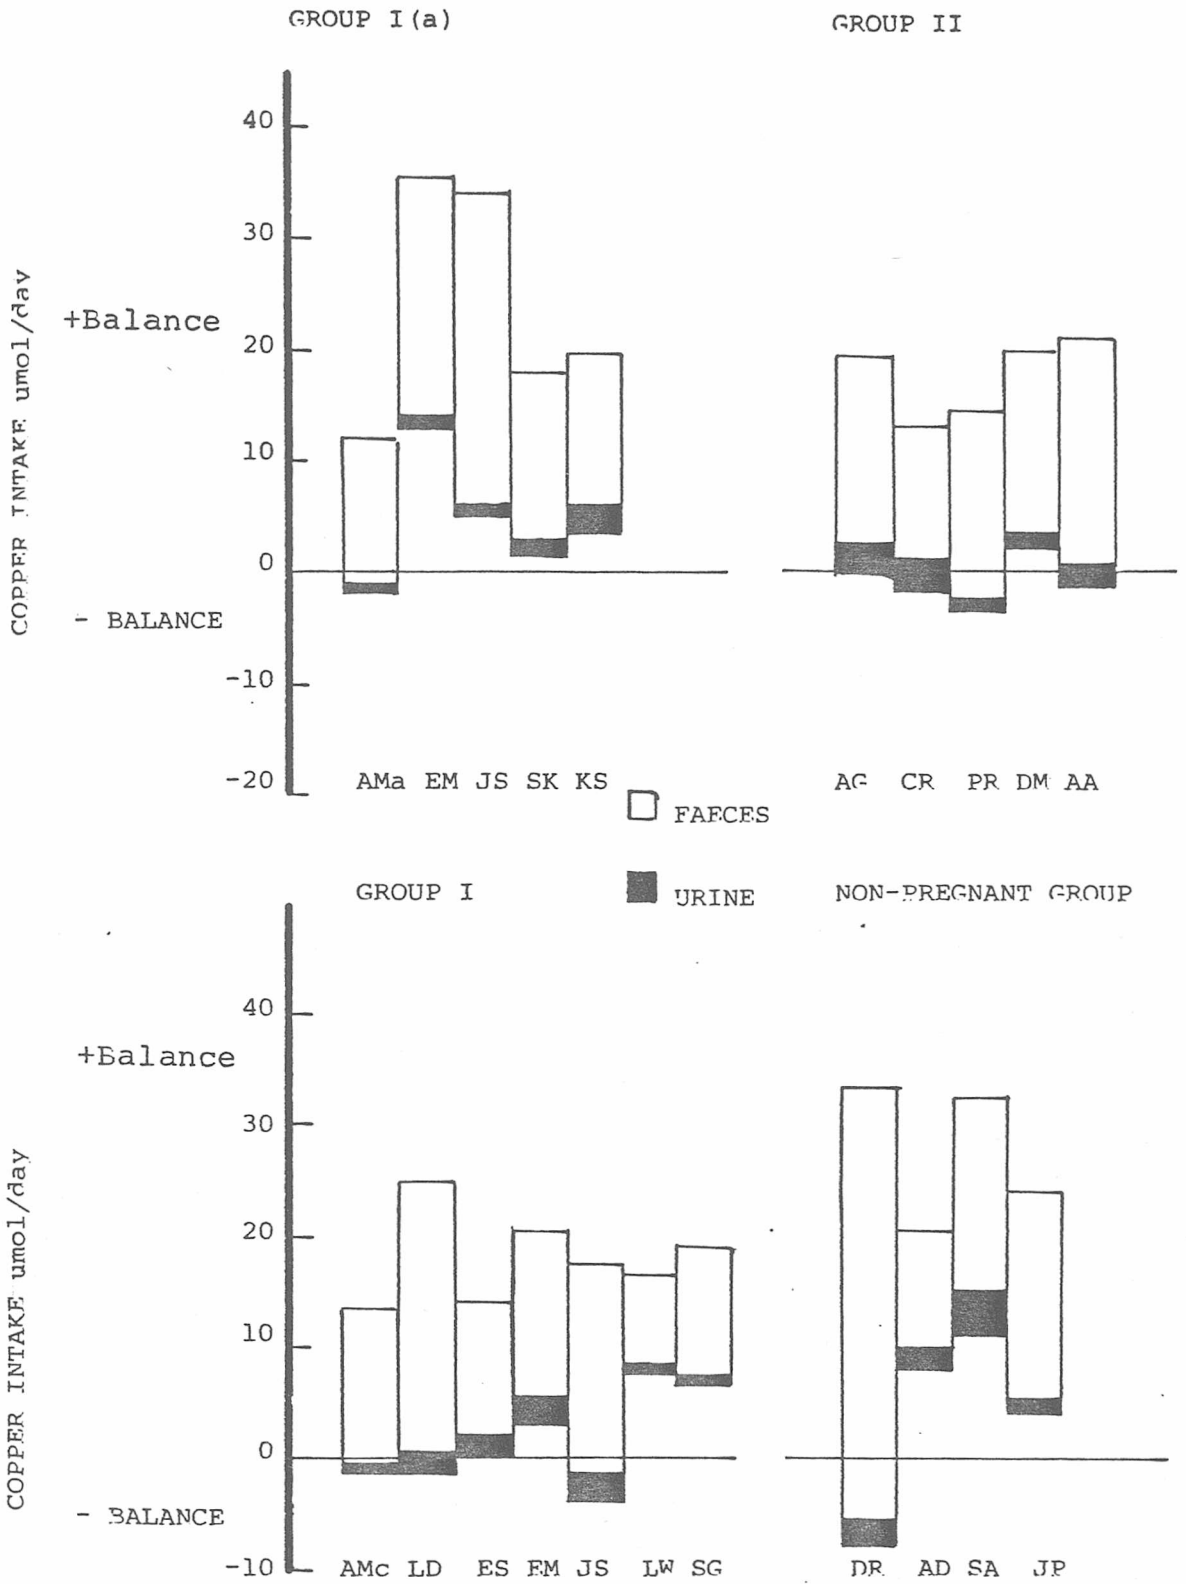 GROUP I(a)
GROUP II
40
30
+Balance
20
10
0
- BALANCE
-10
-20
COPPER INTAKE umol/day
AMa EM JS SK KS
AG CR PR DM AA
FAECES
URINE
GROUP I
NON-PREGNANT GROUP
40
+Balance
30
20
10
0
- BALANCE
-10
COPPER INTAKE umol/day
AMc LD ES EM JS LW SG
DR AD SA JP